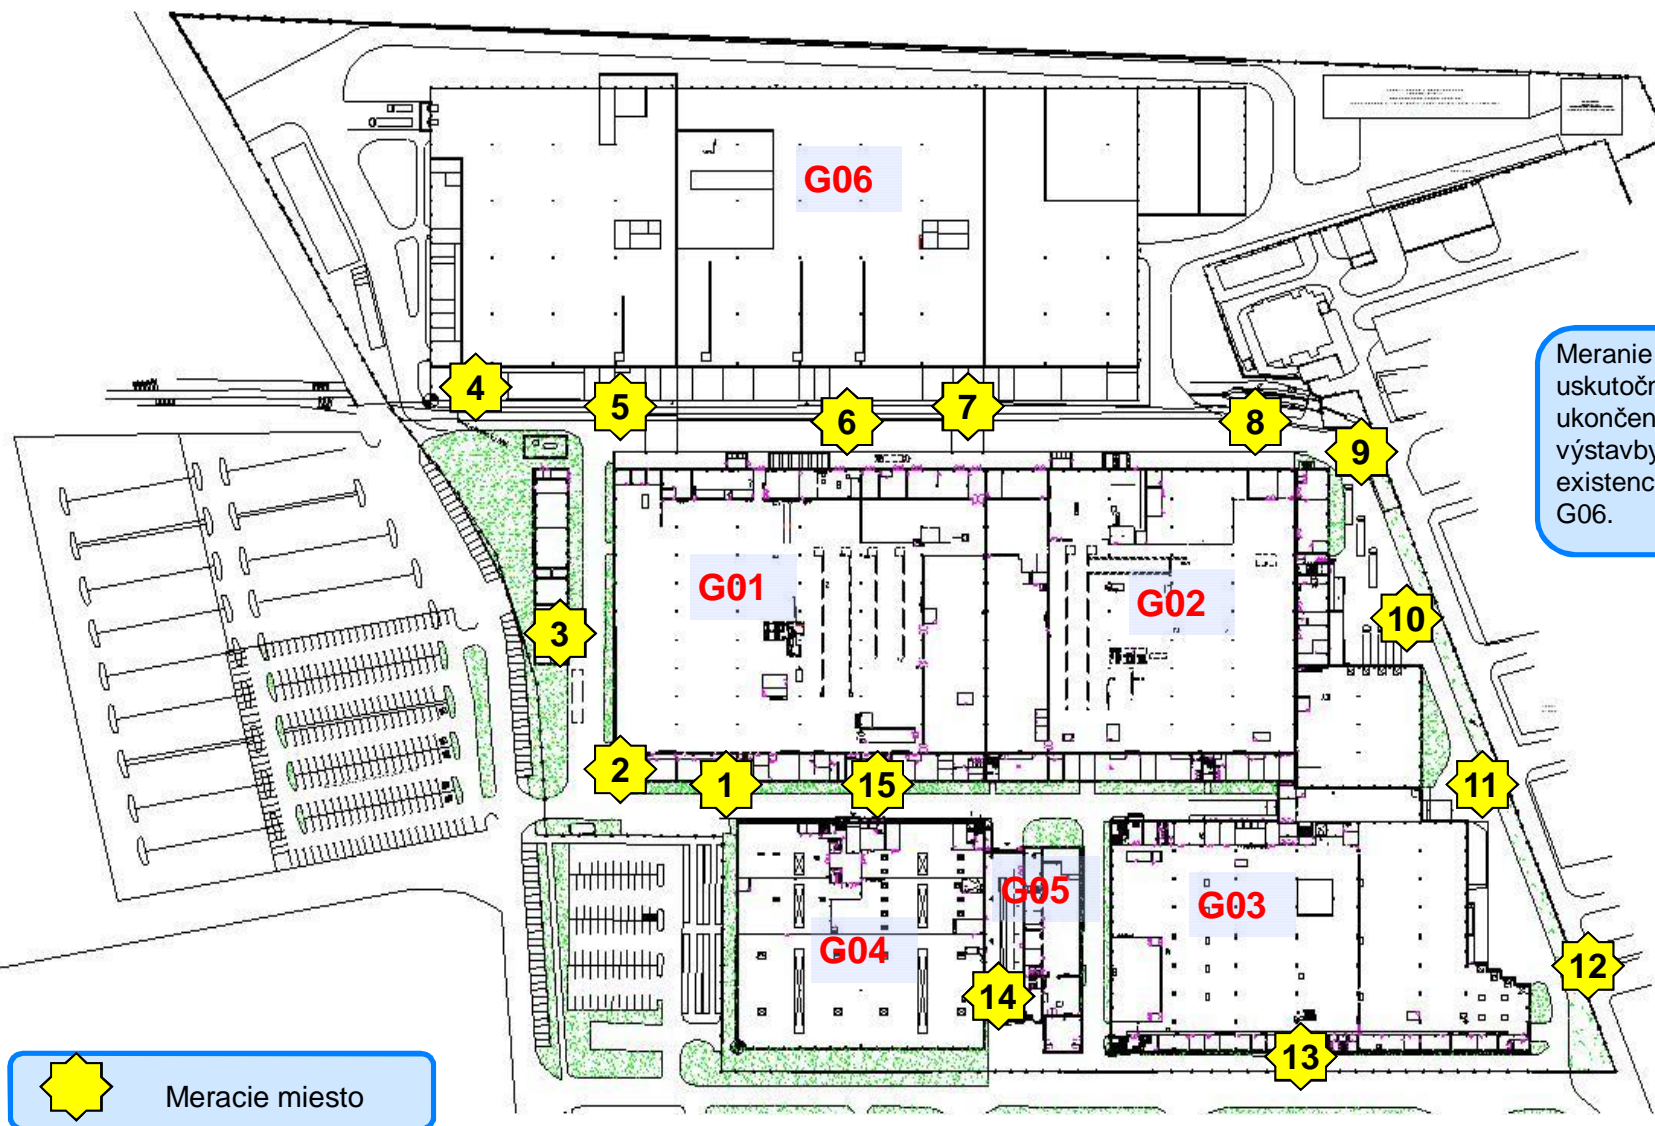 G06
4
5
6
7
8
9
Meranie
uskutočn
ukončen
výstavby
existenc
G06.
G01
G02
3
10
2
1
15
11
G05
G03
G04
14
12
13
Meracie miesto